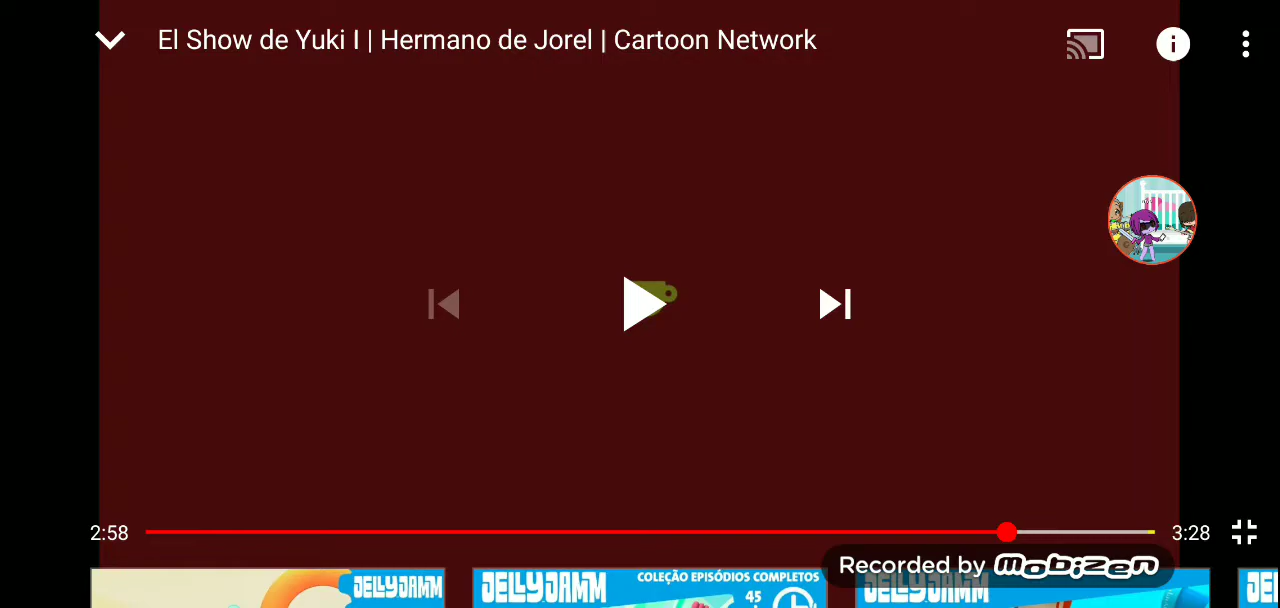 El Show de Yuki I | Hermano de Jorel | Cartoon Network
2:58
3:28
Recorded by mobizen
JELLYJAMM
JELLYJAMM
COLEÇÃO EPISÓDIOS COMPLETOS
45
JELLYJAMM